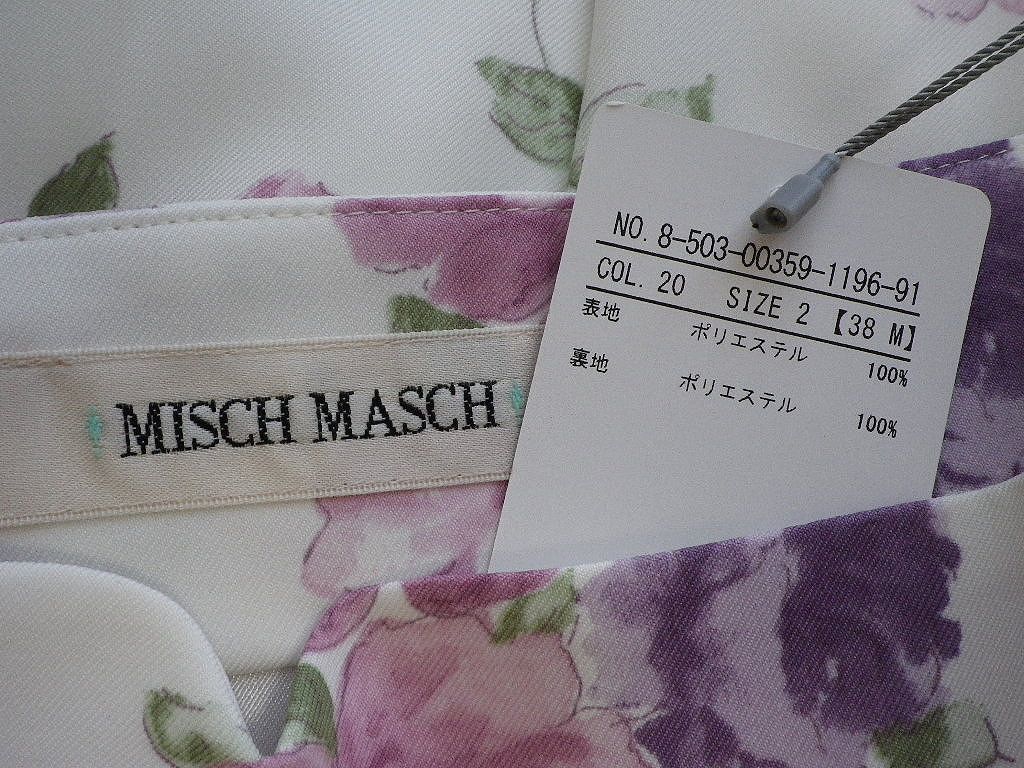 MISCH MASCH
NO. 8-503-00359-1196-91
COL. 20 SIZE 2 【38 M】
表地 ポリエステル 100%
裏地 ポリエステル 100%